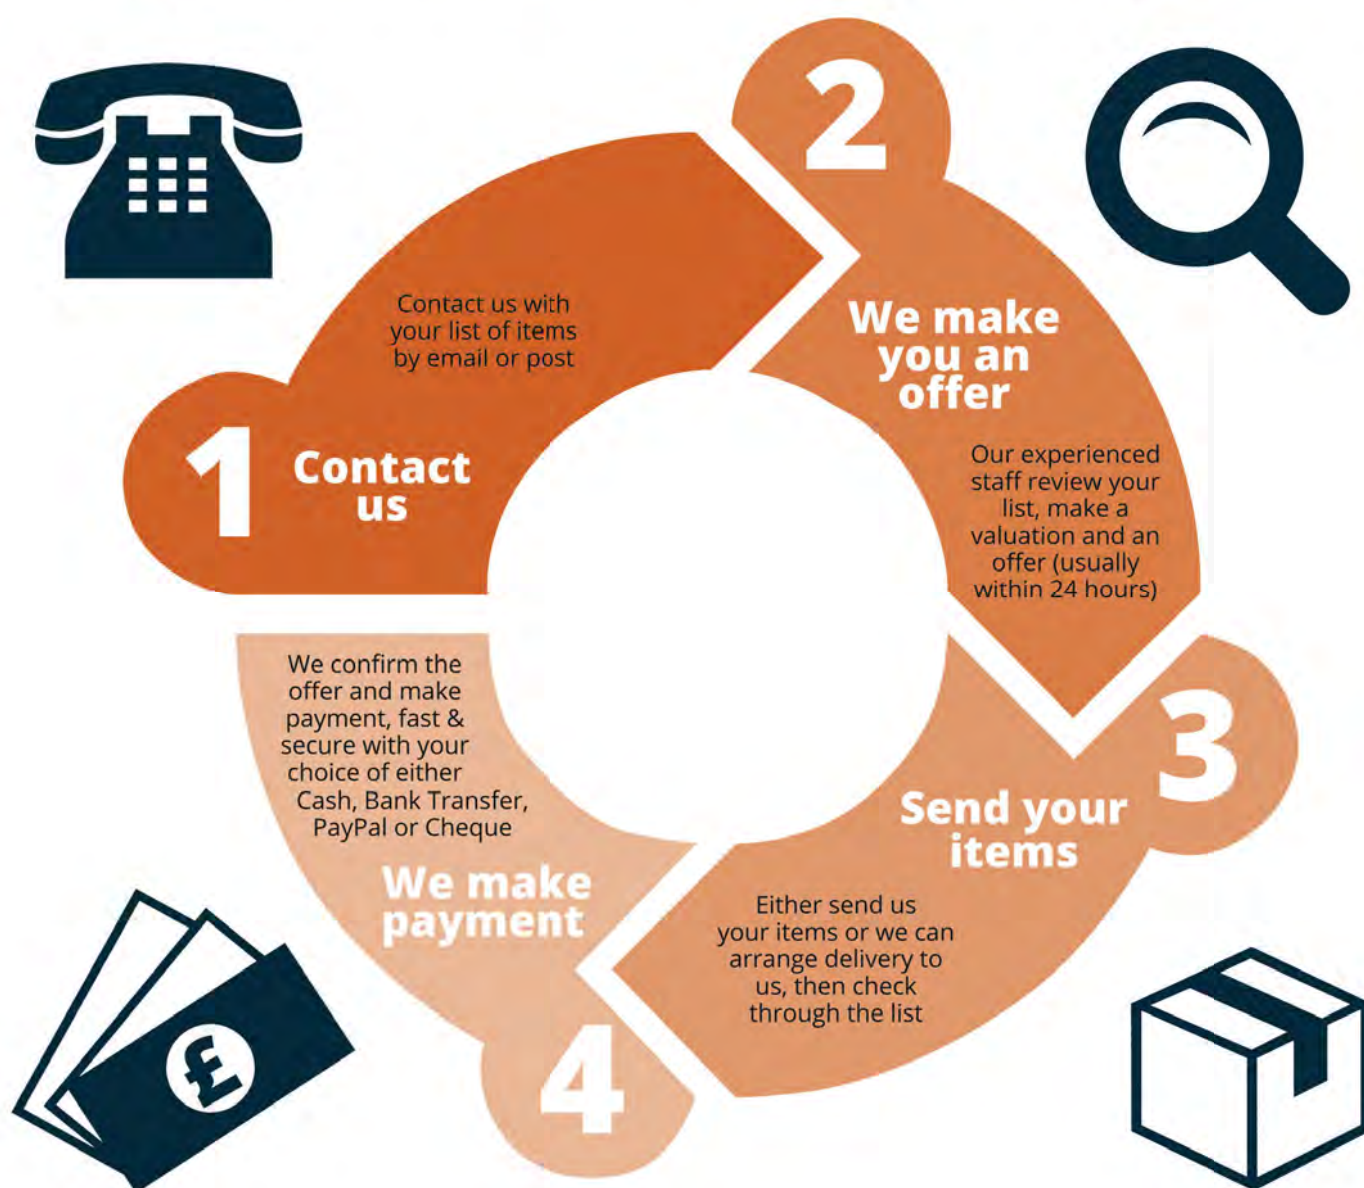 1
Contact
us
Contact us with
your list of items
by email or post
2
We make
you an
offer
Our experienced
staff review your
list, make a
valuation and an
offer (usually
within 24 hours)
3
Send your
items
Either send us
your items or we can
arrange delivery to
us, then check
through the list
4
We make
payment
We confirm the
offer and make
payment, fast &
secure with your
choice of either
Cash, Bank Transfer,
PayPal or Cheque
£